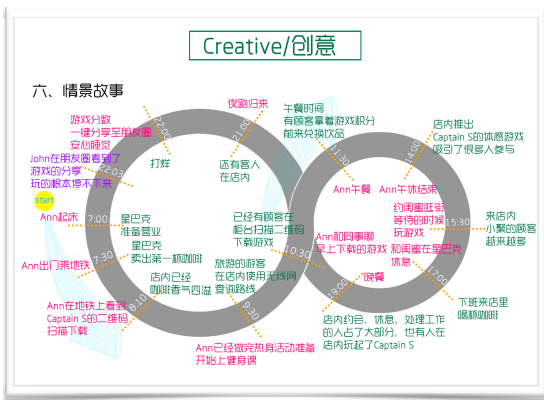 Creative/创意
六、情景故事
游戏分数
一键分享至朋友圈
安心睡觉
22:00
打烊
夜跑归来
21:00
还有客人
在店内
午餐时间
有顾客拿着游戏积分
前来兑换饮品
11:30
Ann午餐
店内推出
Captain S的体感游戏
吸引了很多人参与
14:00
Ann午休结束
John在朋友圈看到了
游戏的分享
玩的根本停不下来
22:03
start
Ann起床
7:00
星巴克
准备营业
Ann出门乘地铁
7:30
星巴克
卖出第一杯咖啡
Ann在地铁上看到
Captain S的二维码
扫描下载
8:10
店内已经
咖啡香气四溢
已经有顾客在
柜台扫描二维码
下载游戏
10:30
Ann和同事聊
早上下载的游戏
旅游的游客
在店内使用无线网
查询路线
9:30
Ann已经做完热身活动准备
开始上健身课
约闺蜜逛街
等待的时候
玩游戏
15:30
来店内
小聚的顾客
越来越多
和闺蜜在星巴克
休息
17:00
下班来店里
喝杯咖啡
晚餐
19:00
店内约会、休息、处理工作
的人占了大部分，也有人在
店内玩起了Captain S